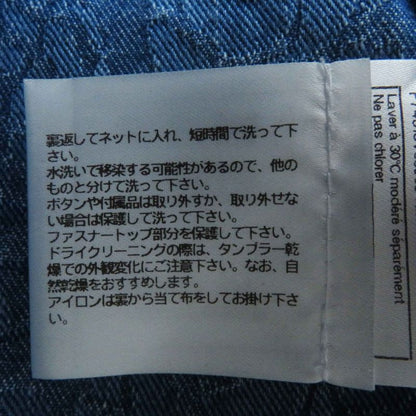 裏返してネットに入れ、短時間で洗って下
さい。
水洗いで移染する可能性があるので、他の
ものと分けて洗って下さい。
ボタンや付属品は取り外すか、取り外せな
い場合は保護して洗って下さい。
ファスナートップ部分を保護して下さい。
ドライクリーニングの際は、タンブラー乾
燥での外観変化にご注意下さい。なお、自
然乾燥をおすすめします。
アイロンは裏から当て布をしてお掛け下さ
い。
Laver à 30°C modéré séparément
Ne pas chlorer